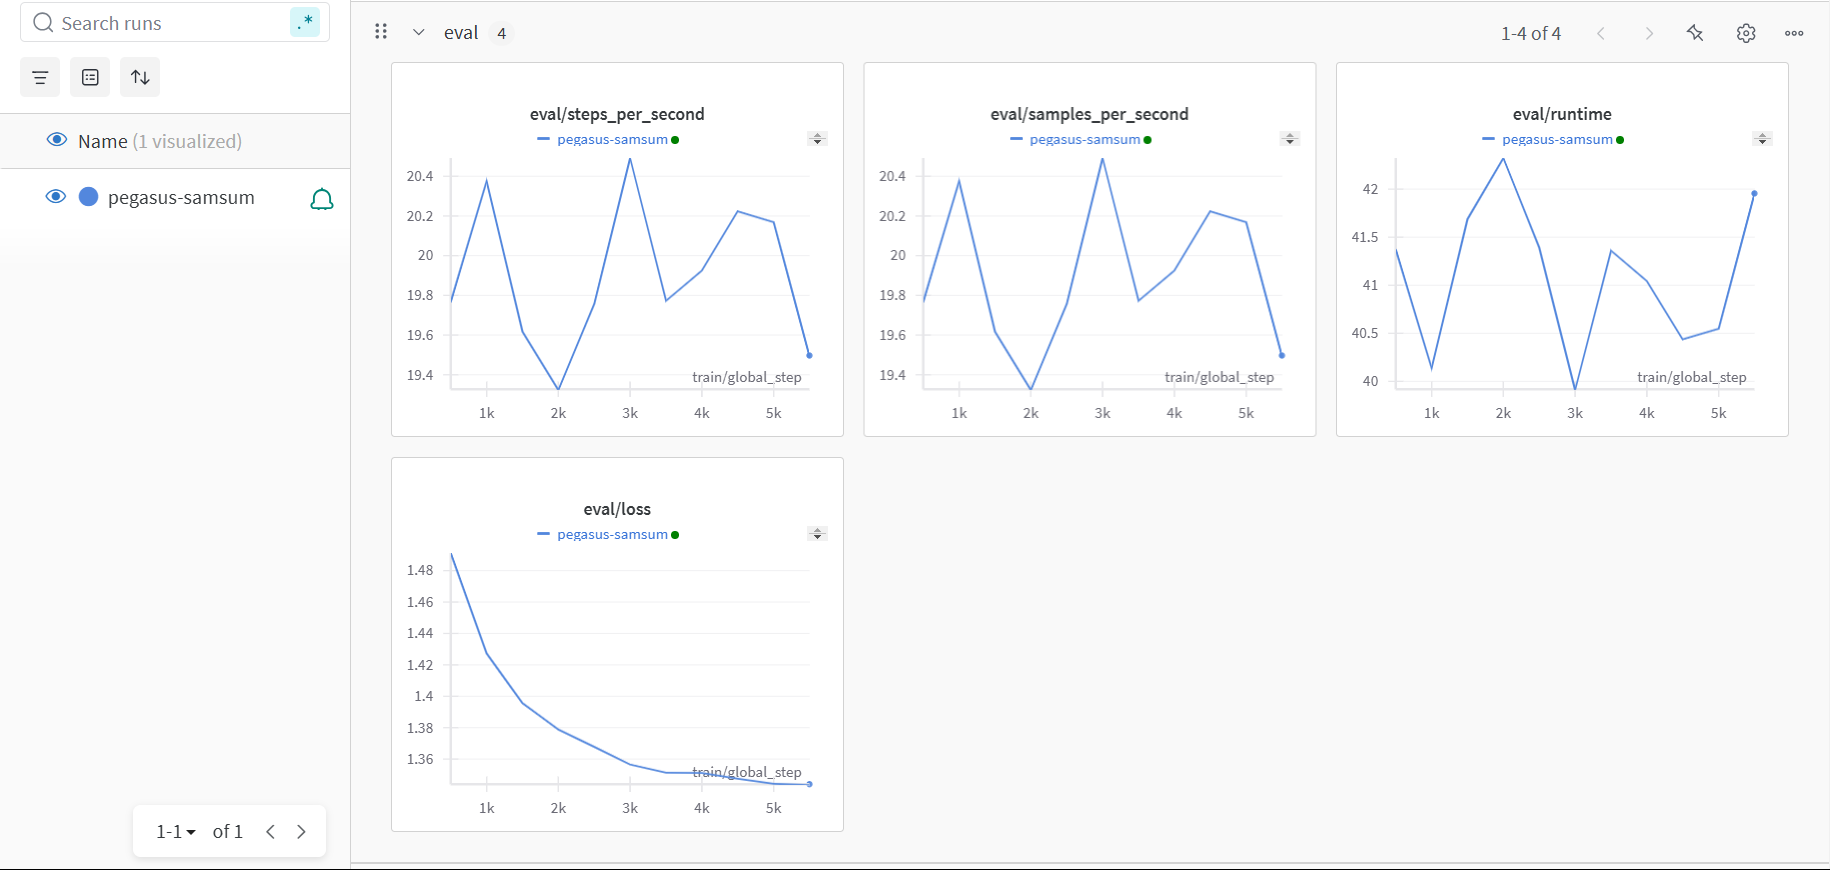 Search runs
.*
Name (1 visualized)
pegasus-samsum
1-1 of 1
eval 4
1-4 of 4
eval/steps_per_second
pegasus-samsum
20.4
20.2
20
19.8
19.6
19.4
train/global_step
1k 2k 3k 4k 5k
eval/samples_per_second
pegasus-samsum
20.4
20.2
20
19.8
19.6
19.4
train/global_step
1k 2k 3k 4k 5k
eval/runtime
pegasus-samsum
42
41.5
41
40.5
40
train/global_step
1k 2k 3k 4k 5k
eval/loss
pegasus-samsum
1.48
1.46
1.44
1.42
1.4
1.38
1.36
train/global_step
1k 2k 3k 4k 5k